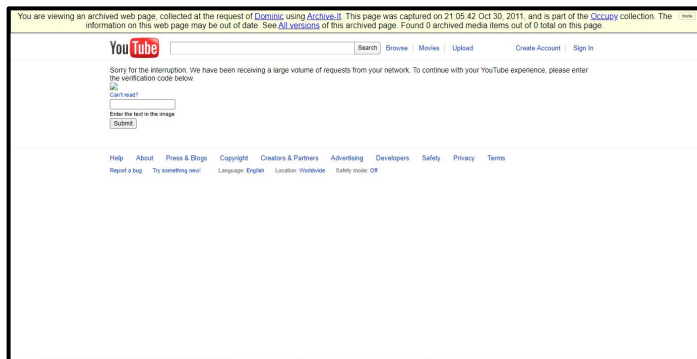 You are viewing an archived web page, collected at the request of Dominic using Archive-It. This page was captured on 21:05:42 Oct 30, 2011, and is part of the Occupy collection. The hide
information on this web page may be out of date. See All versions of this archived page. Found 0 archived media items out of 0 total on this page.
YouTube Search Browse Movies Upload Create Account Sign In
Sorry for the interruption. We have been receiving a large volume of requests from your network. To continue with your YouTube experience, please enter
the verification code below.
Can't read?
Enter the text in the image
Submit
Help About Press & Blogs Copyright Creators & Partners Advertising Developers Safety Privacy Terms
Report a bug Try something new! Language: English Location: Worldwide Safety mode: Off